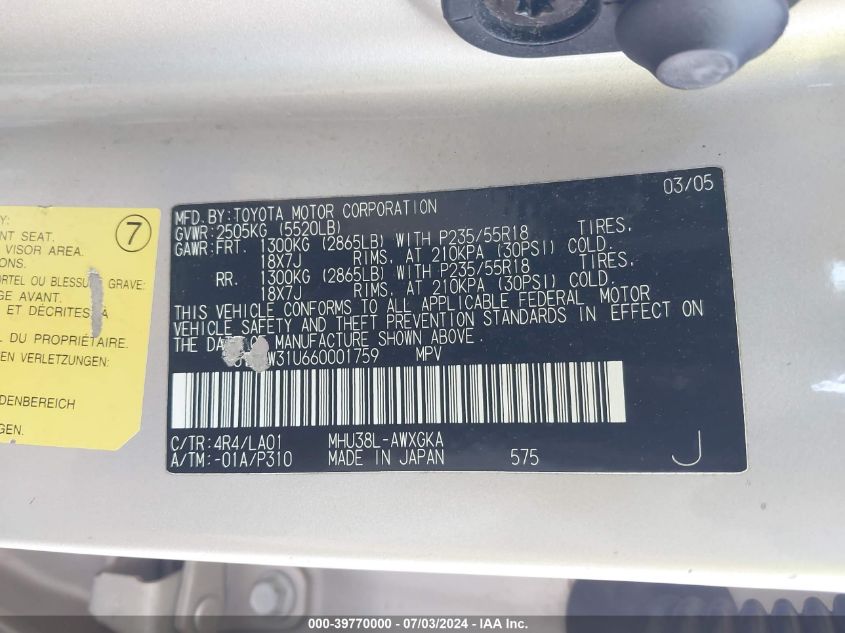 Y:
NT SEAT.
VISOR AREA.
ONS.
ORTEL OU BLESSU GRAVE:
GE AVANT.
ET DÉCRITES À
L DU PROPRIÉTAIRE.
ERE VERLETZUNGEN
DENBEREICH
EN.
7
03/05
MFD. BY: TOYOTA MOTOR CORPORATION
GVWR: 2505KG (5520LB)
GAWR: FRT. 1300KG (2865LB) WITH P235/55R18 TIRES,
18X7J RIMS, AT 210KPA (30PSI) COLD.
RR. 1300KG (2865LB) WITH P235/55R18 TIRES,
18X7J RIMS, AT 210KPA (30PSI) COLD.
THIS VEHICLE CONFORMS TO ALL APPLICABLE FEDERAL MOTOR
VEHICLE SAFETY AND THEFT PREVENTION STANDARDS IN EFFECT ON
THE DA O MANUFACTURE SHOWN ABOVE.
W31U660001759 MPV
C/TR: 4R4/LA01 MHU38L-AWXGKA
A/TM: -01A/P310 MADE IN JAPAN 575 J
000-39770000 - 07/03/2024 - IAA Inc.